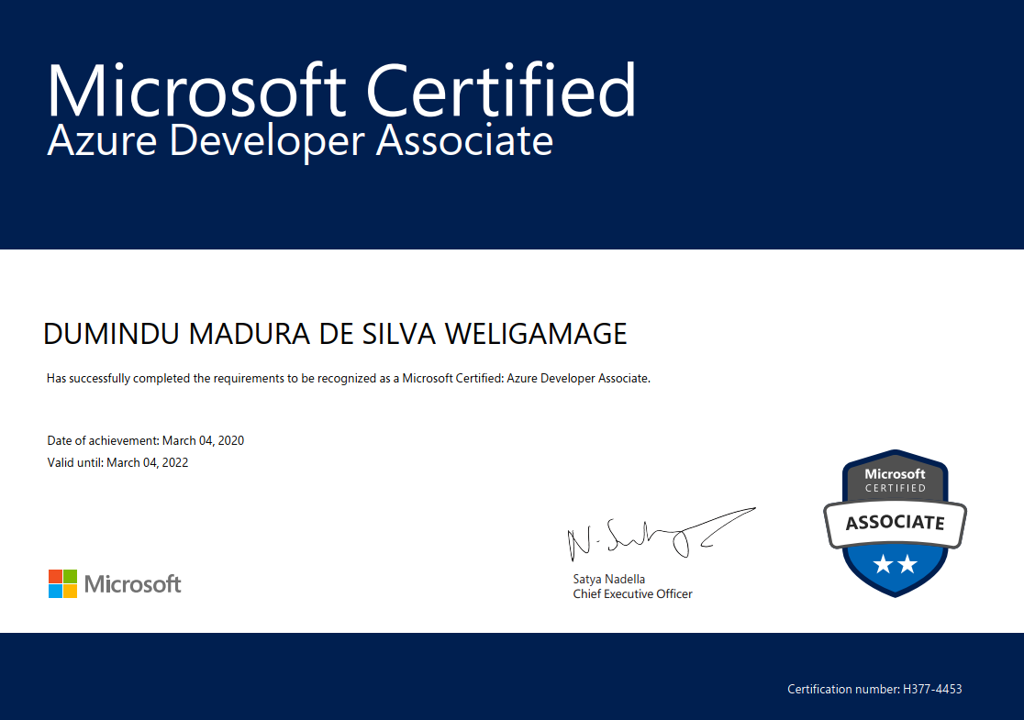 Microsoft Certified
Azure Developer Associate
DUMINDU MADURA DE SILVA WELIGAMAGE
Has successfully completed the requirements to be recognized as a Microsoft Certified: Azure Developer Associate.
Date of achievement: March 04, 2020
Valid until: March 04, 2022
Microsoft
CERTIFIED
ASSOCIATE
Satya Nadella
Chief Executive Officer
Microsoft
Certification number: H377-4453